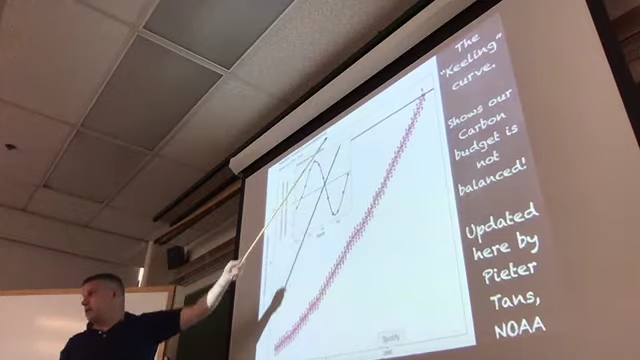 The
"Keeling"
curve.
Shows our
Carbon
budget is
not
balanced!
Updated
here by
Pieter
Tans,
NOAA